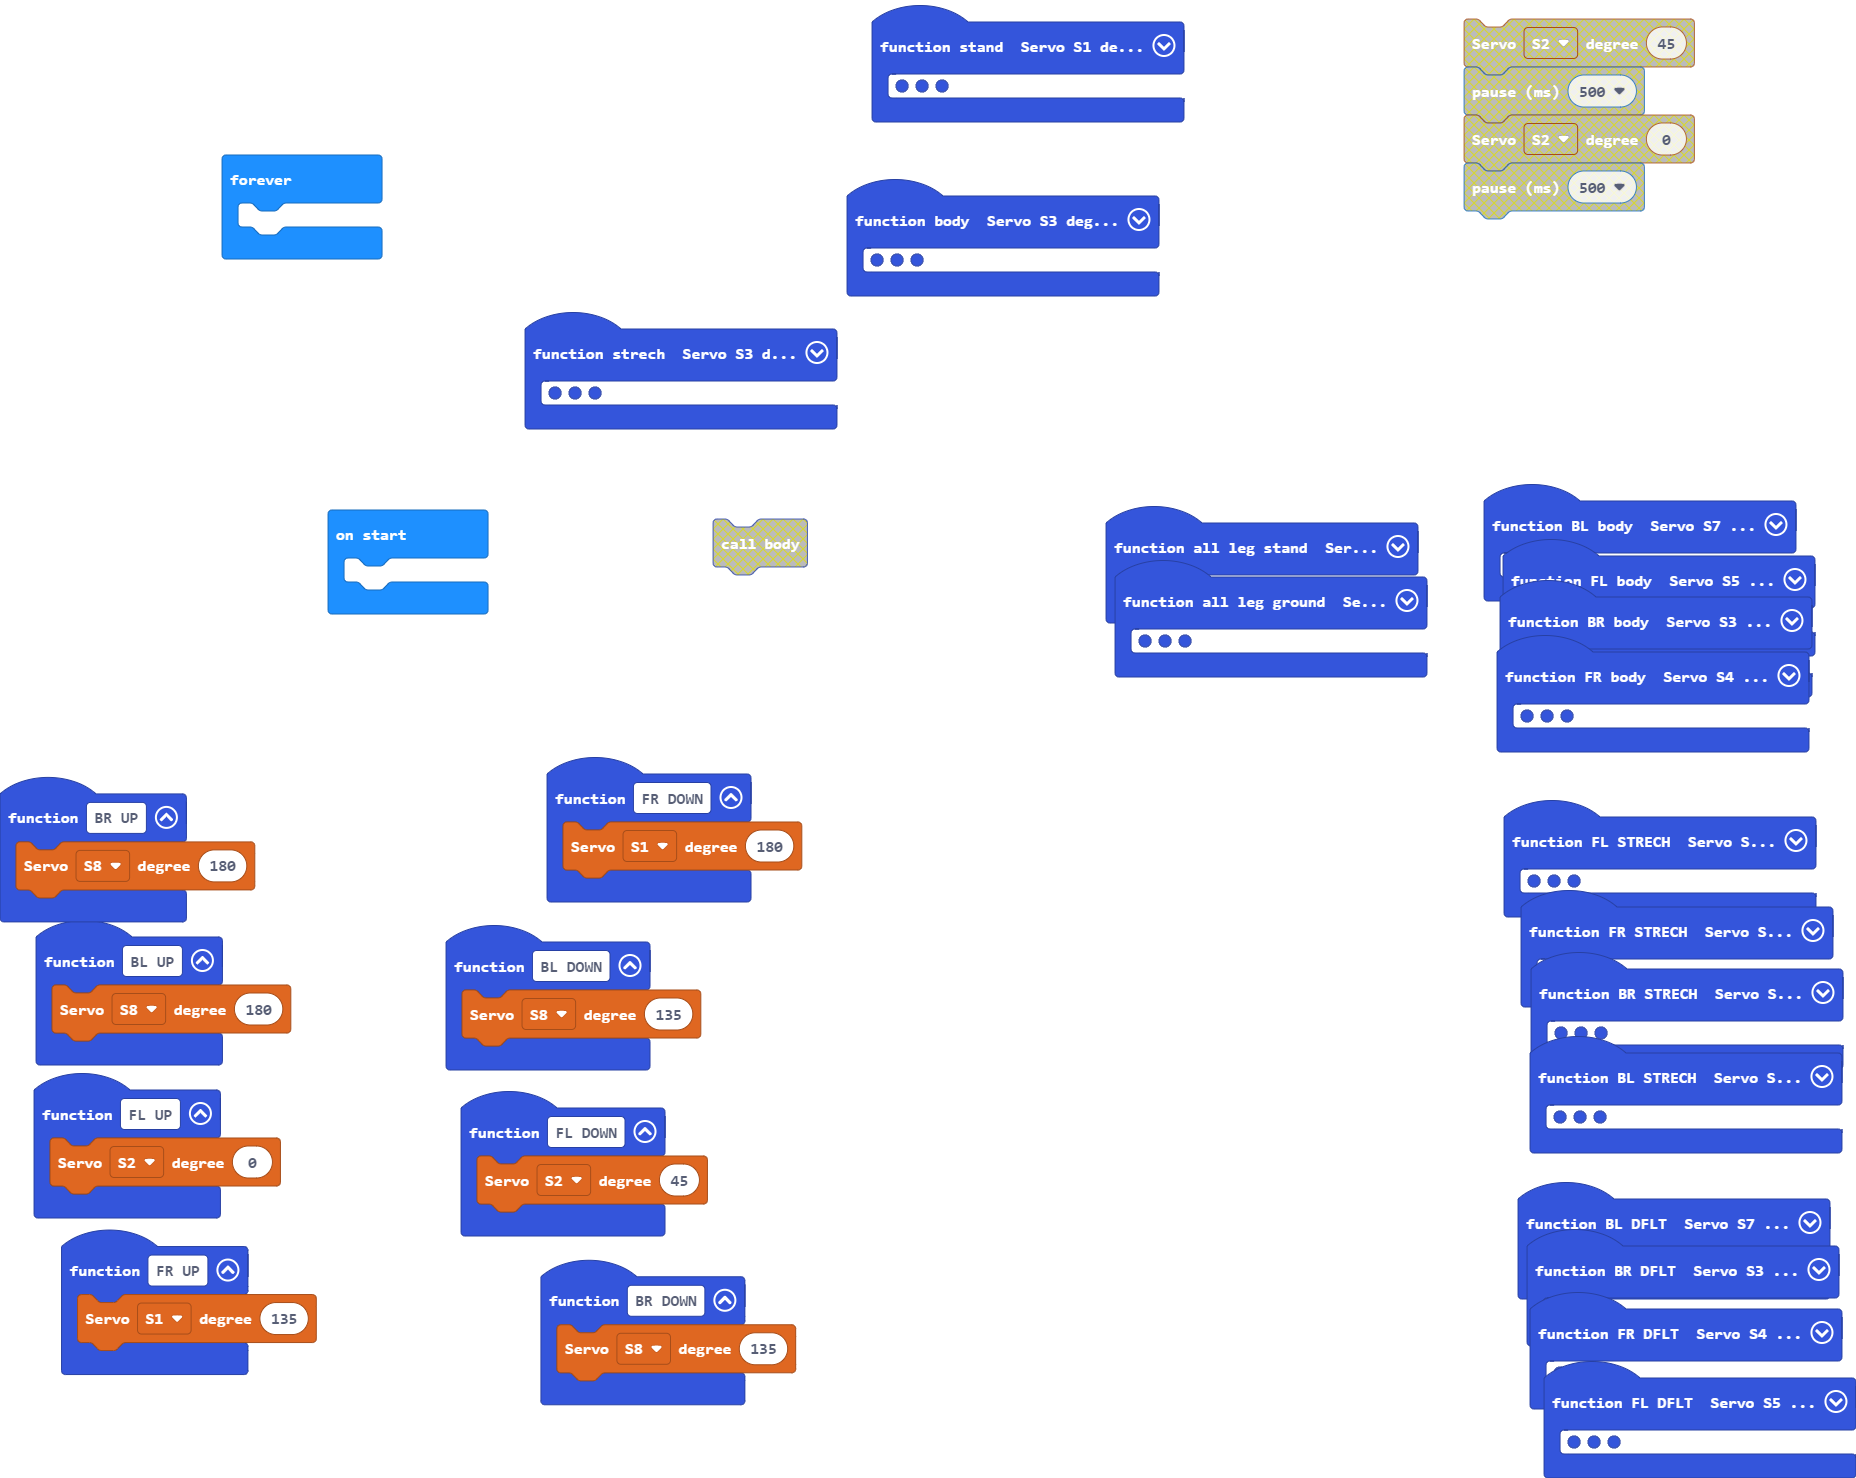 function stand Servo S1 de...
Servo S2 degree 45
pause (ms) 500
Servo S2 degree 0
pause (ms) 500
forever
function body Servo S3 deg...
function strech Servo S3 d...
on start
call body
function all leg stand Ser...
function all leg ground Se...
function BL body Servo S7 ...
function FL body Servo S5 ...
function BR body Servo S3 ...
function FR body Servo S4 ...
function BR UP
Servo S8 degree 180
function BL UP
Servo S8 degree 180
function FL UP
Servo S2 degree 0
function FR UP
Servo S1 degree 135
function FR DOWN
Servo S1 degree 180
function BL DOWN
Servo S8 degree 135
function FL DOWN
Servo S2 degree 45
function BR DOWN
Servo S8 degree 135
function FL STRECH Servo S...
function FR STRECH Servo S...
function BR STRECH Servo S...
function BL STRECH Servo S...
function BL DFLT Servo S7 ...
function BR DFLT Servo S3 ...
function FR DFLT Servo S4 ...
function FL DFLT Servo S5 ...